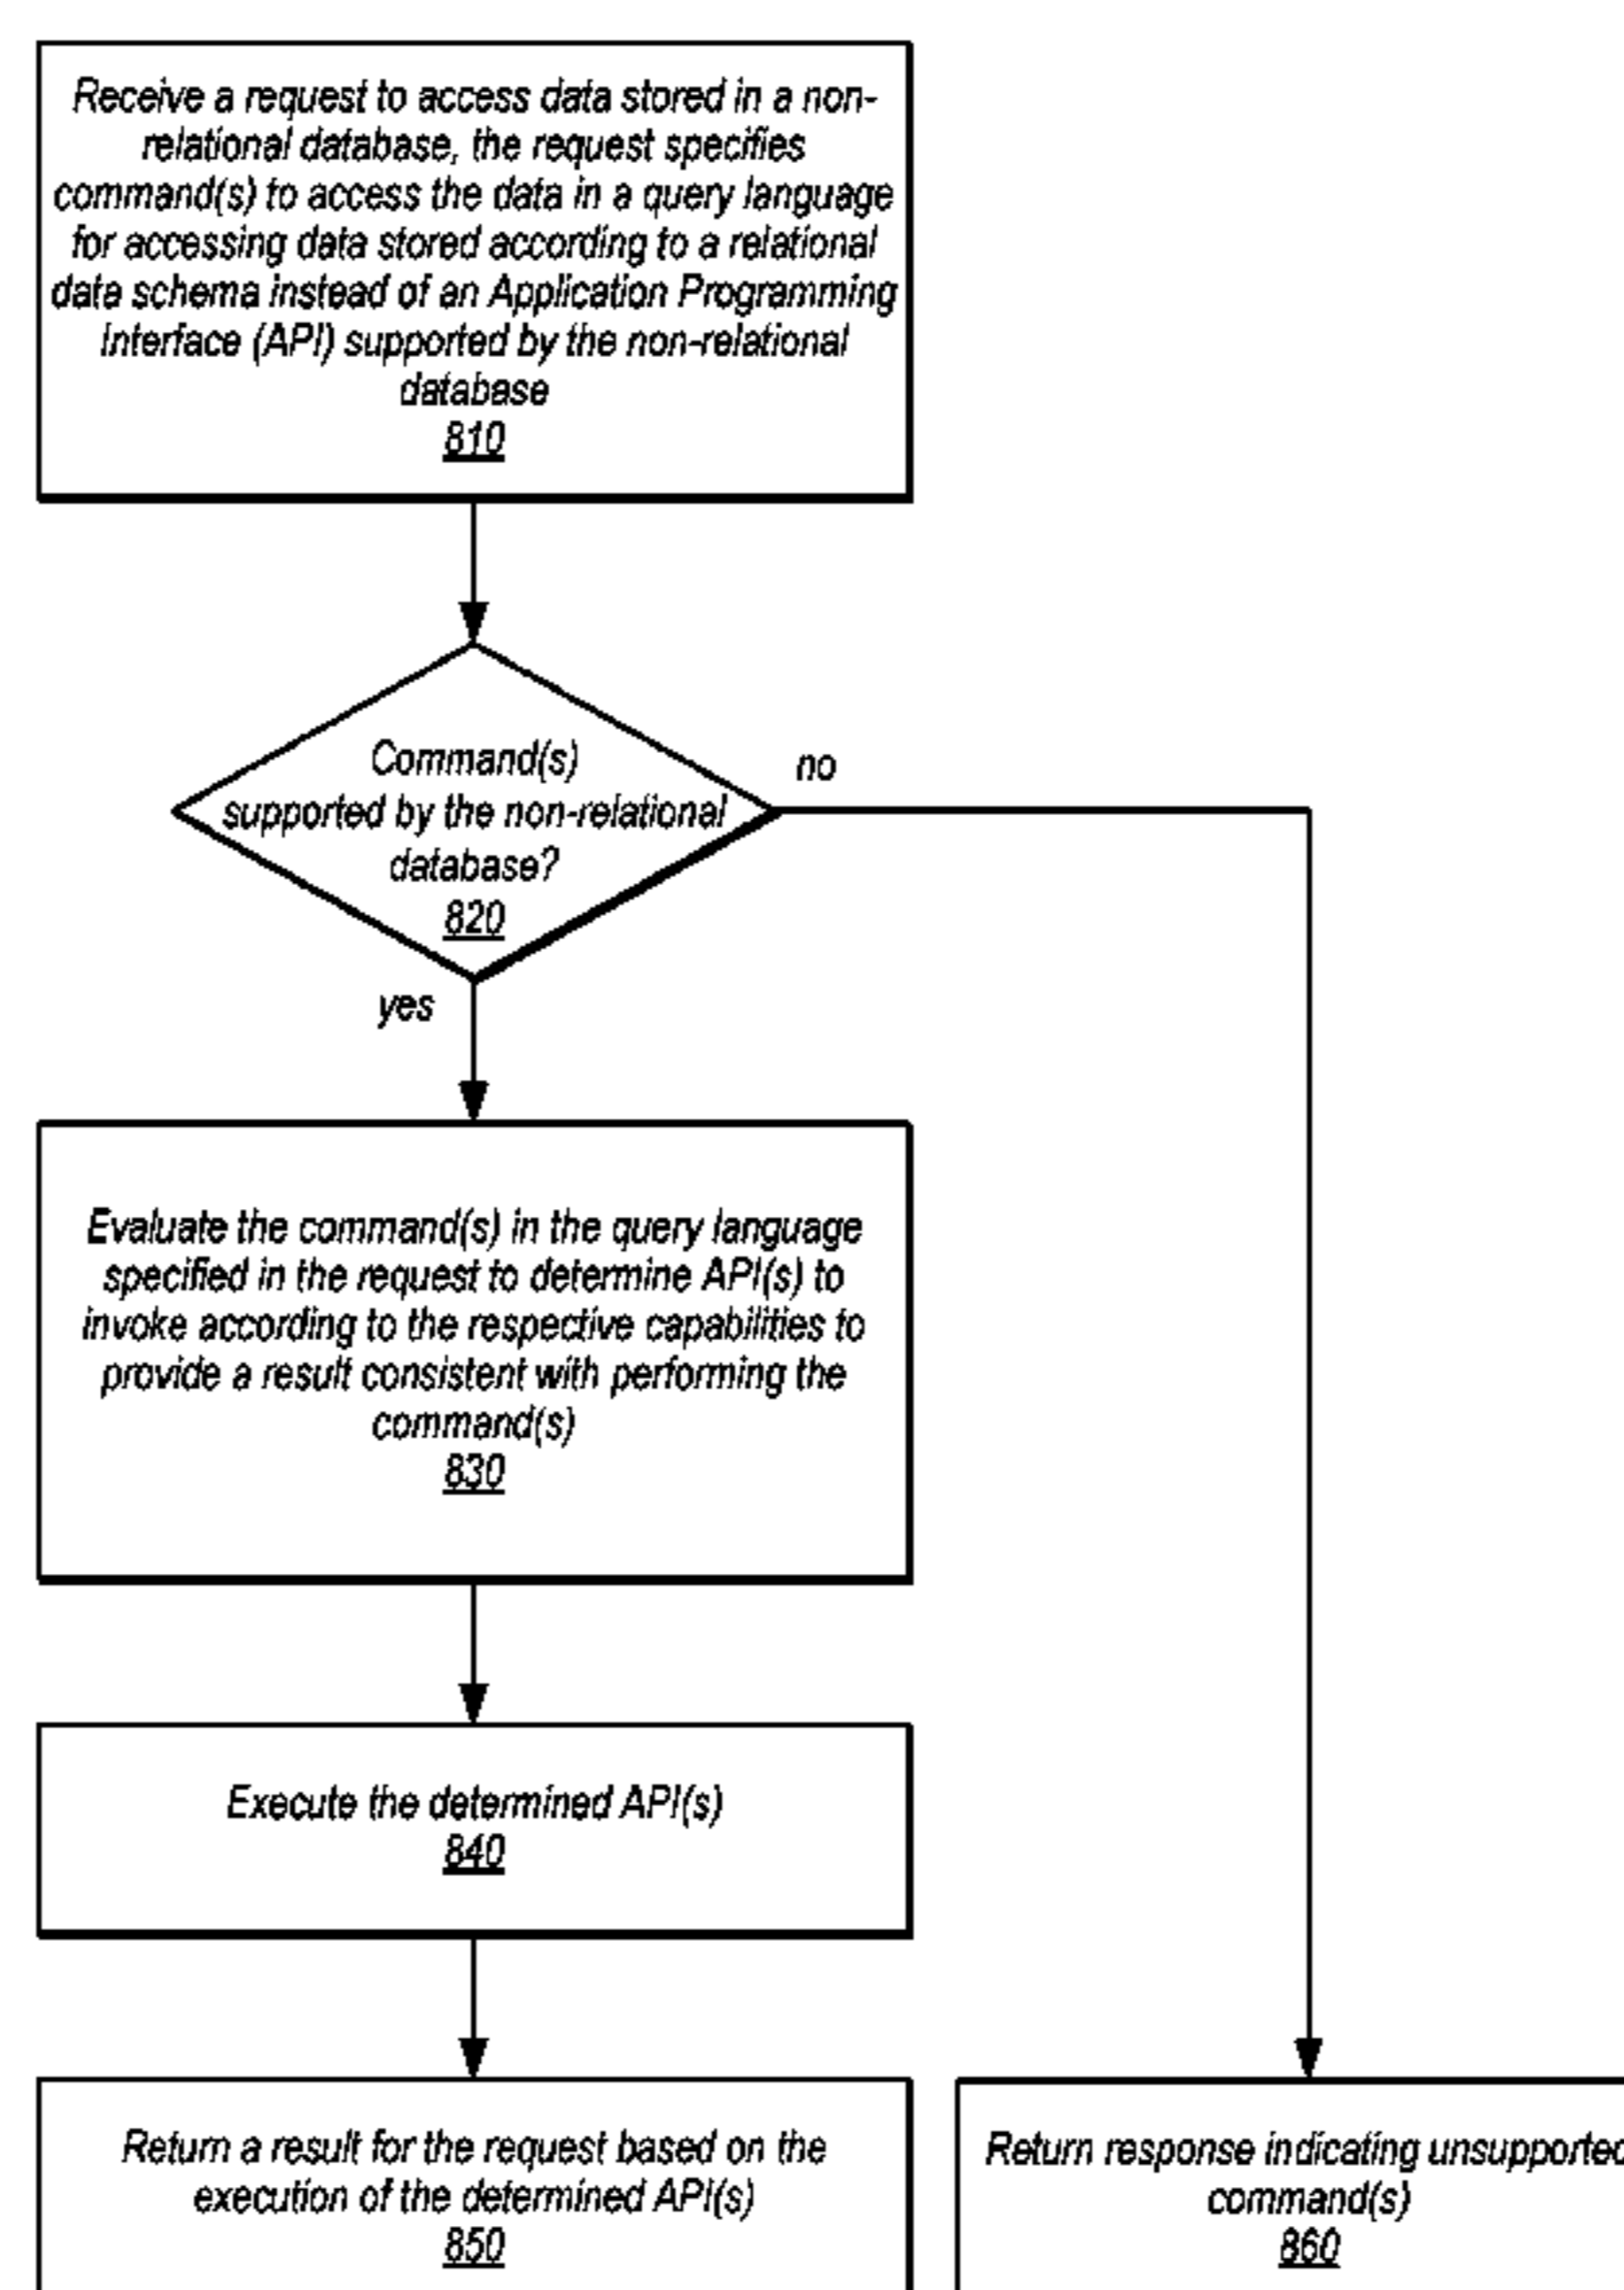 Receive a request to access data stored in a non-
relational database, the request specifies
command(s) to access the data in a query language
for accessing data stored according to a relational
data schema instead of an Application Programming
Interface (API) supported by the non-relational
database
810
Command(s)
supported by the non-relational
database?
820
no
yes
Evaluate the command(s) in the query language
specified in the request to determine API(s) to
invoke according to the respective capabilities to
provide a result consistent with performing the
command(s)
830
Execute the determined API(s)
840
Return a result for the request based on the
execution of the determined API(s)
850
Return response indicating unsupported
command(s)
860